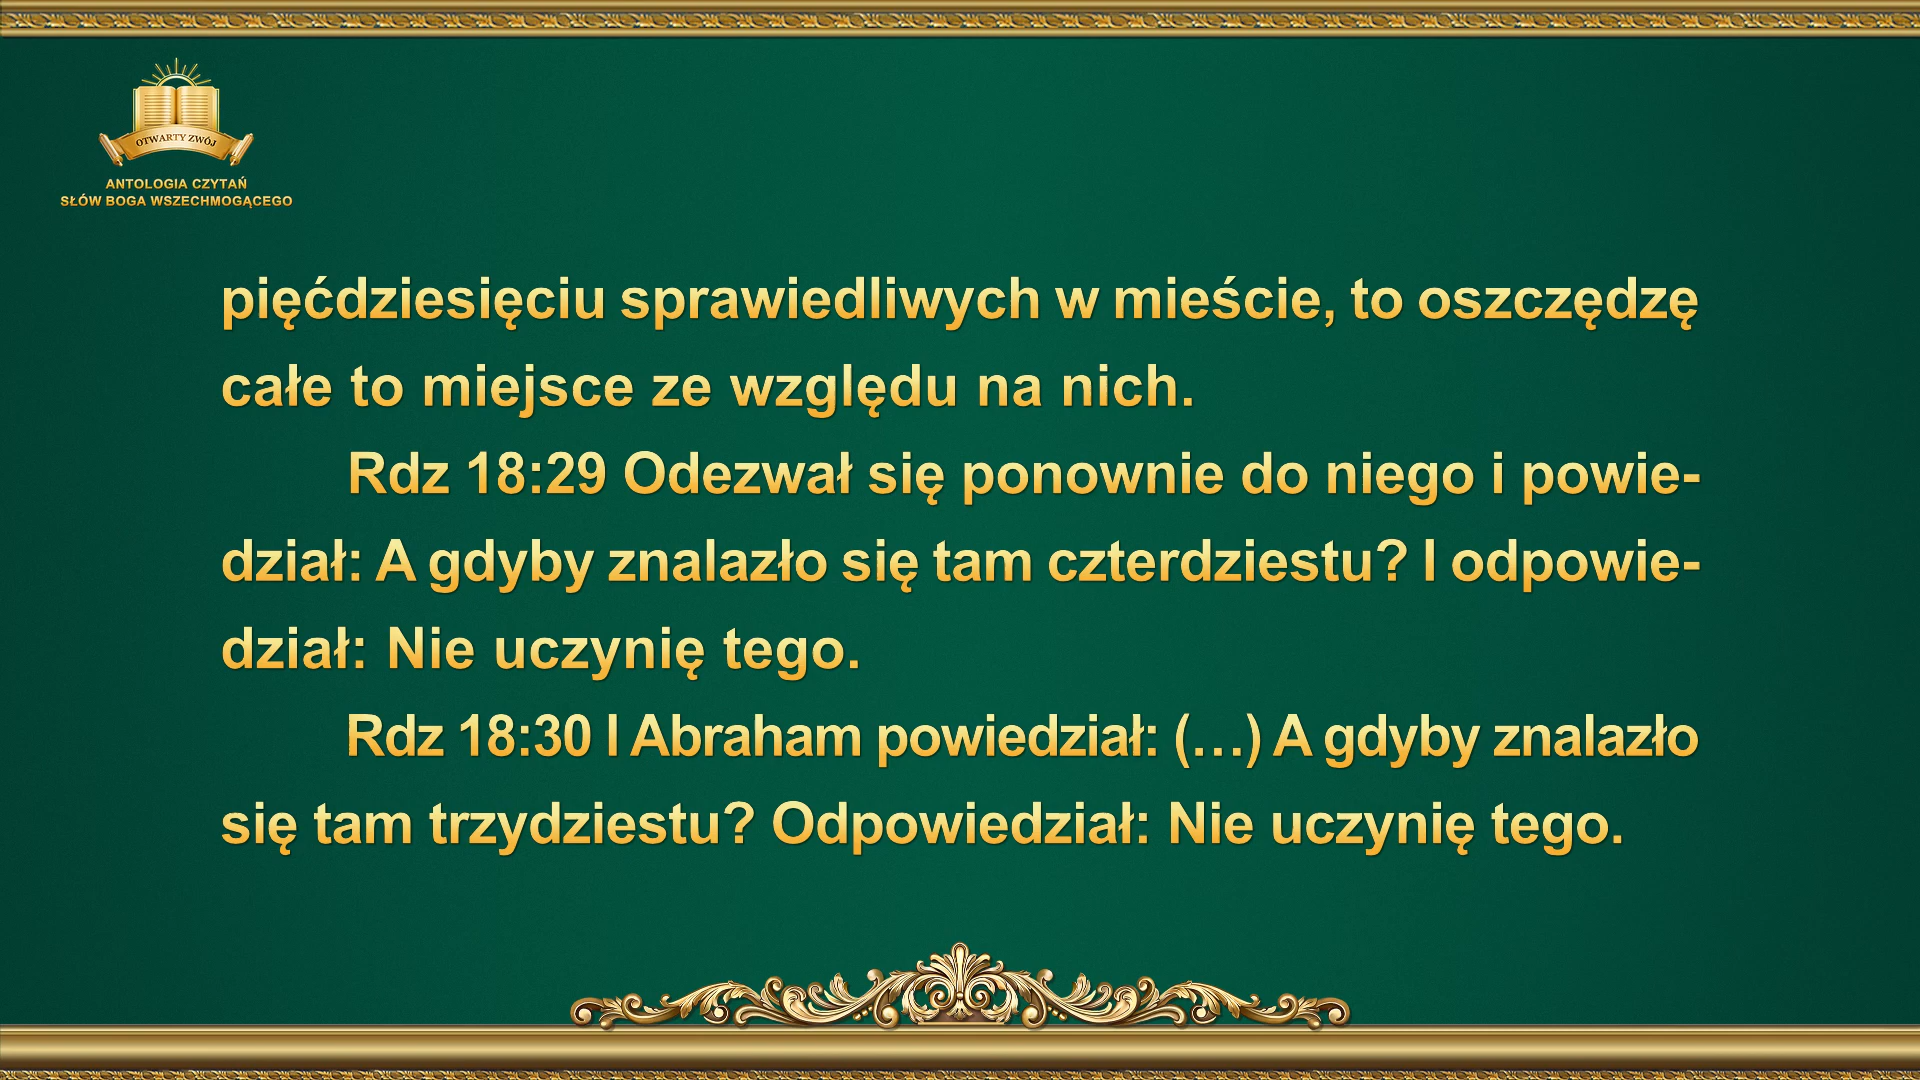 OTWARTY ZWÓJ
ANTOLOGIA CZYTAŃ
SŁÓW BOGA WSZECHMOGĄCEGO
pięćdziesięciu sprawiedliwych w mieście, to oszczędzę
całe to miejsce ze względu na nich.
Rdz 18:29 Odezwał się ponownie do niego i powie-
dział: A gdyby znalazło się tam czterdziestu? I odpowie-
dział: Nie uczynię tego.
Rdz 18:30 I Abraham powiedział: (…) A gdyby znalazło
się tam trzydziestu? Odpowiedział: Nie uczynię tego.